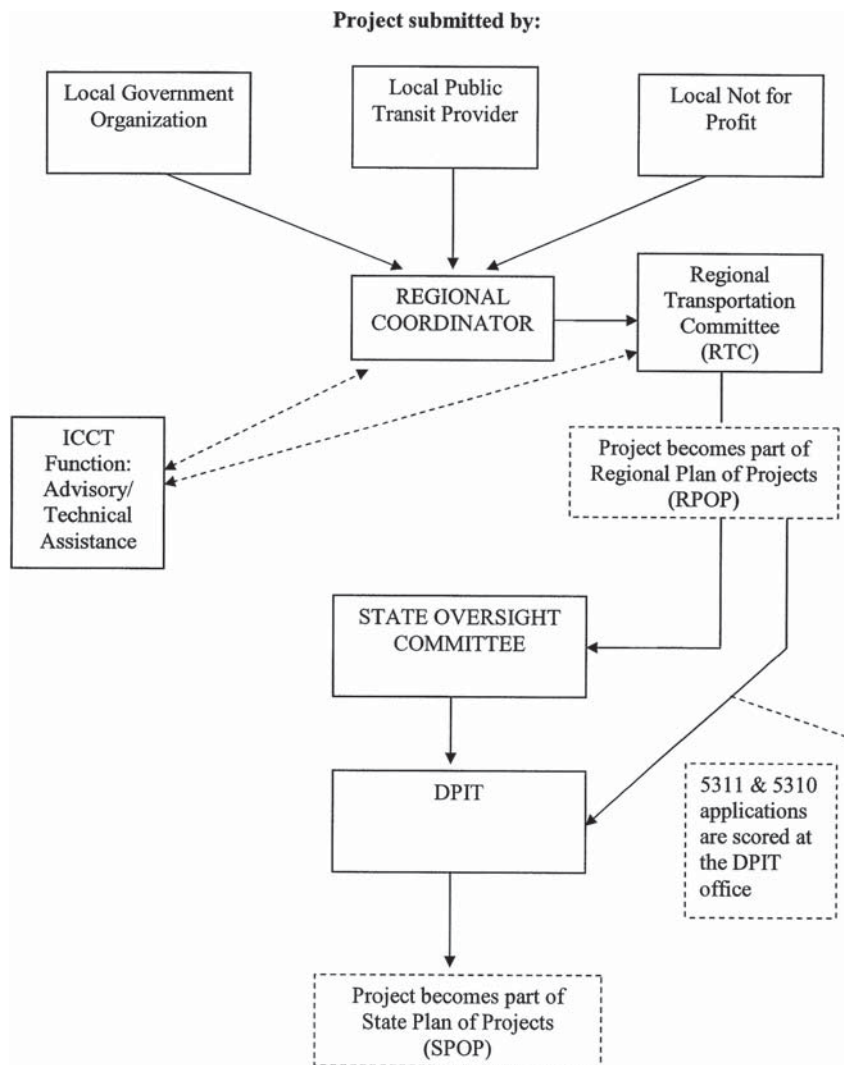 Project submitted by:
Local Government
Organization
Local Public
Transit Provider
Local Not for
Profit
REGIONAL
COORDINATOR
Regional
Transportation
Committee
(RTC)
ICCT
Function:
Advisory/
Technical
Assistance
Project becomes part of
Regional Plan of Projects
(RPOP)
STATE OVERSIGHT
COMMITTEE
DPIT
5311 & 5310
applications
are scored at
the DPIT
office
Project becomes part of
State Plan of Projects
(SPOP)